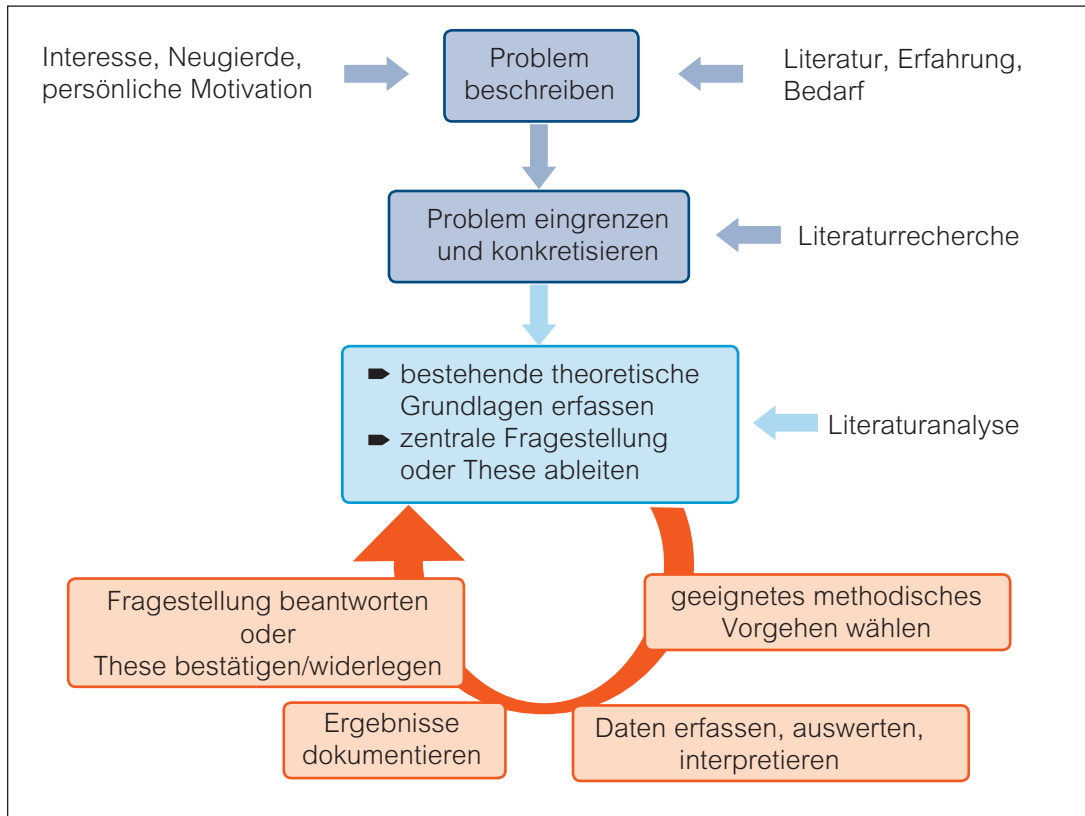 Interesse, Neugierde,
persönliche Motivation
Problem
beschreiben
Literatur, Erfahrung,
Bedarf
Problem eingrenzen
und konkretisieren
Literaturrecherche
bestehende theoretische
Grundlagen erfassen
zentrale Fragestellung
oder These ableiten
Literaturanalyse
geeignetes methodisches
Vorgehen wählen
Daten erfassen, auswerten,
interpretieren
Ergebnisse
dokumentieren
Fragestellung beantworten
oder
These bestätigen/widerlegen